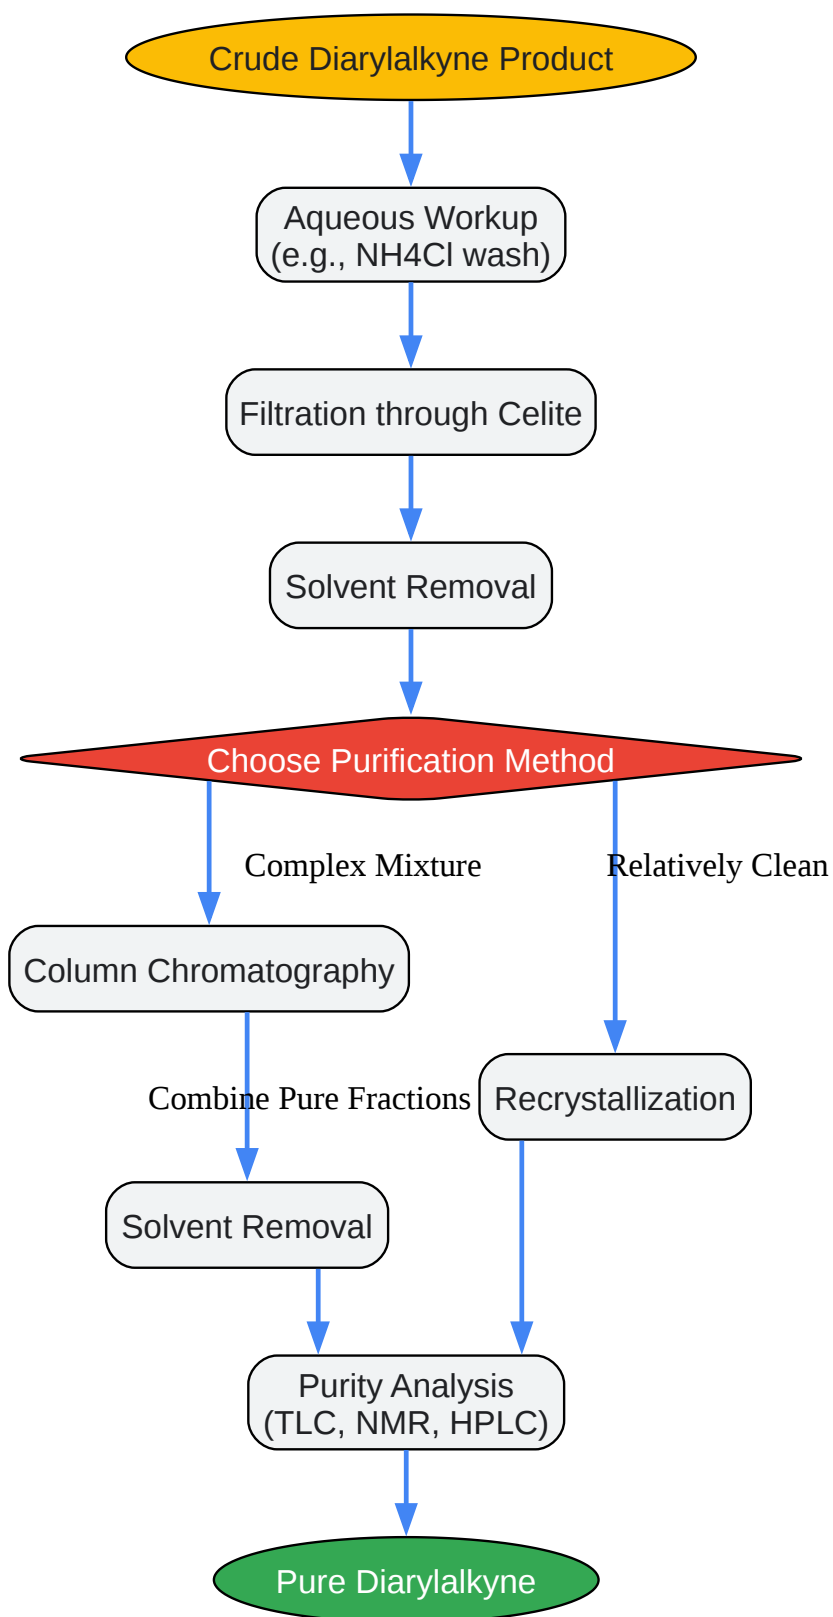 Crude Diarylalkyne Product
Aqueous Workup
(e.g., NH4Cl wash)
Filtration through Celite
Solvent Removal
Choose Purification Method
Complex Mixture
Relatively Clean
Column Chromatography
Combine Pure Fractions
Recrystallization
Solvent Removal
Purity Analysis
(TLC, NMR, HPLC)
Pure Diarylalkyne